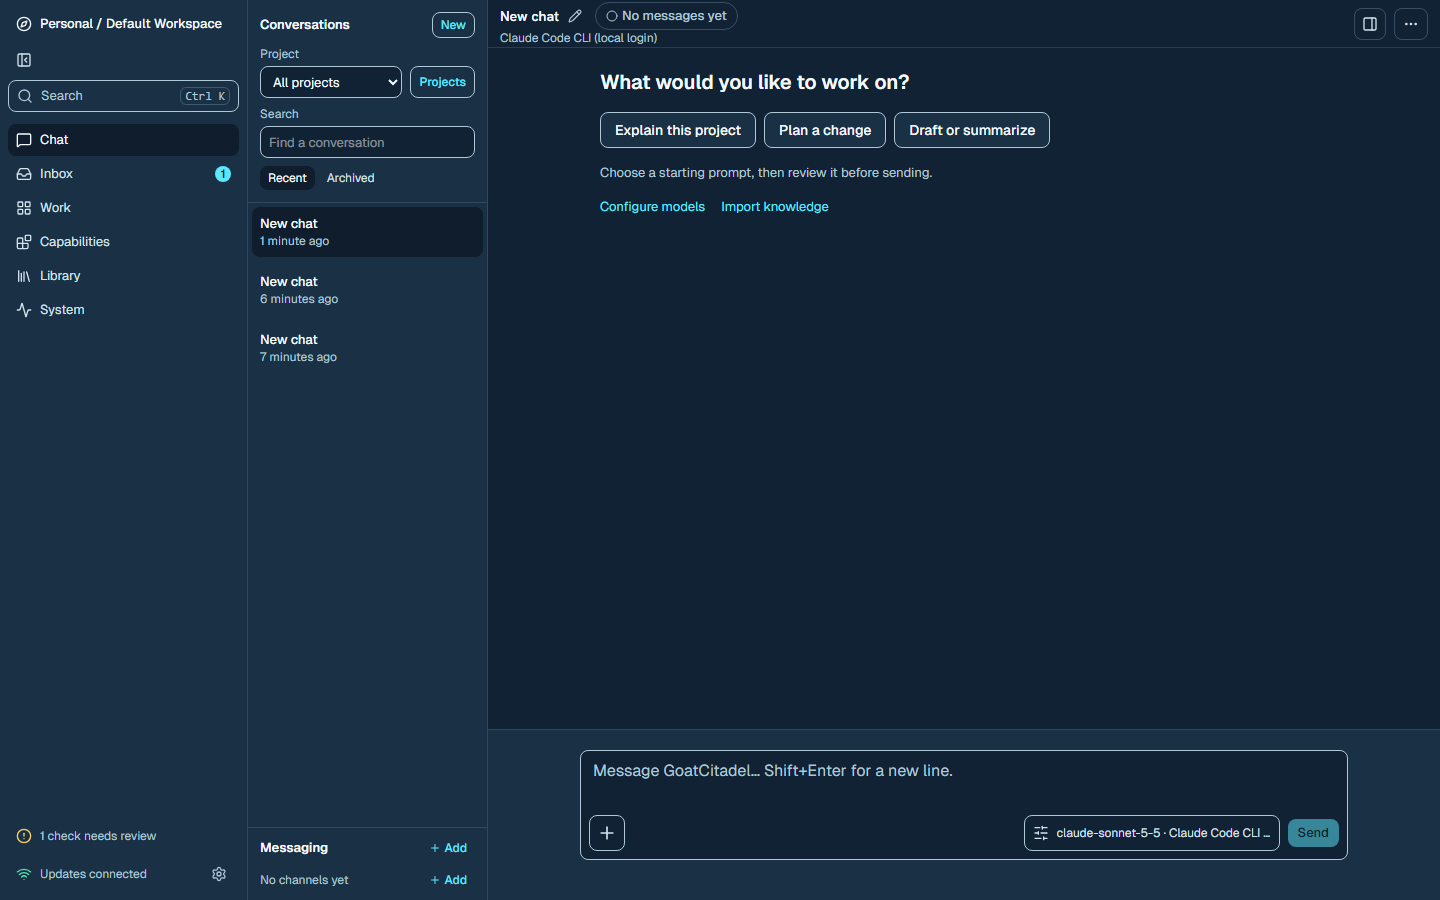 Personal / Default Workspace
Search
Ctrl K
Chat
Inbox
1
Work
Capabilities
Library
System
1 check needs review
Updates connected
Conversations
New
Project
All projects
Projects
Search
Find a conversation
Recent
Archived
New chat
1 minute ago
New chat
6 minutes ago
New chat
7 minutes ago
Messaging
+ Add
No channels yet
+ Add
New chat
No messages yet
Claude Code CLI (local login)
What would you like to work on?
Explain this project
Plan a change
Draft or summarize
Choose a starting prompt, then review it before sending.
Configure models
Import knowledge
Message GoatCitadel... Shift+Enter for a new line.
claude-sonnet-5-5 · Claude Code CLI ...
Send